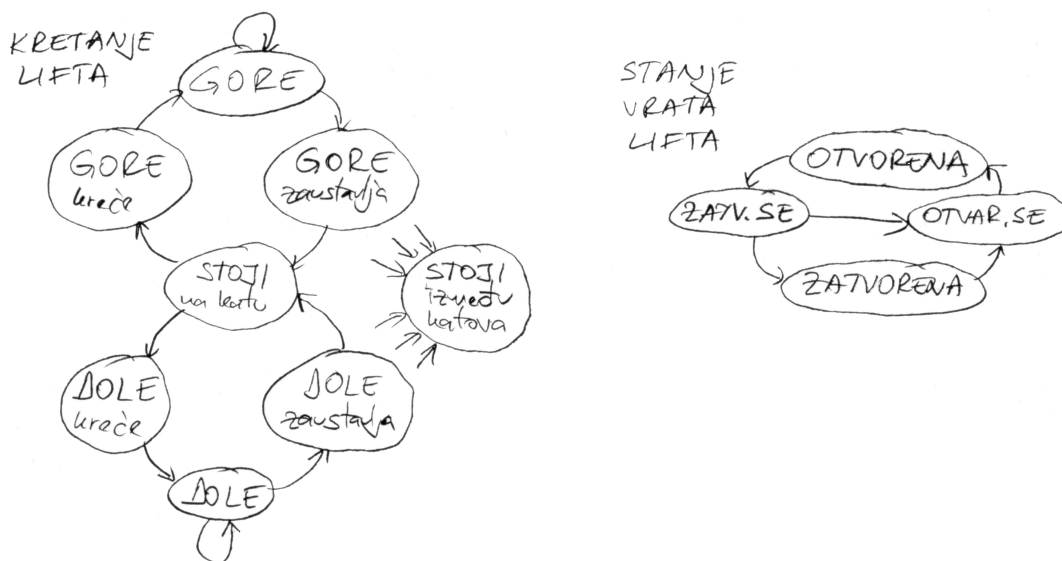 KRETANJE
LIFTA
GORE
GORE
kreće
GORE
zaustavlja
STOJI
na katu
STOJI
između
katova
DOLE
kreće
DOLE
zaustavlja
DOLE
STANJE
VRATA
LIFTA
OTVORENA
ZATV.SE
OTVAR.SE
ZATVORENA